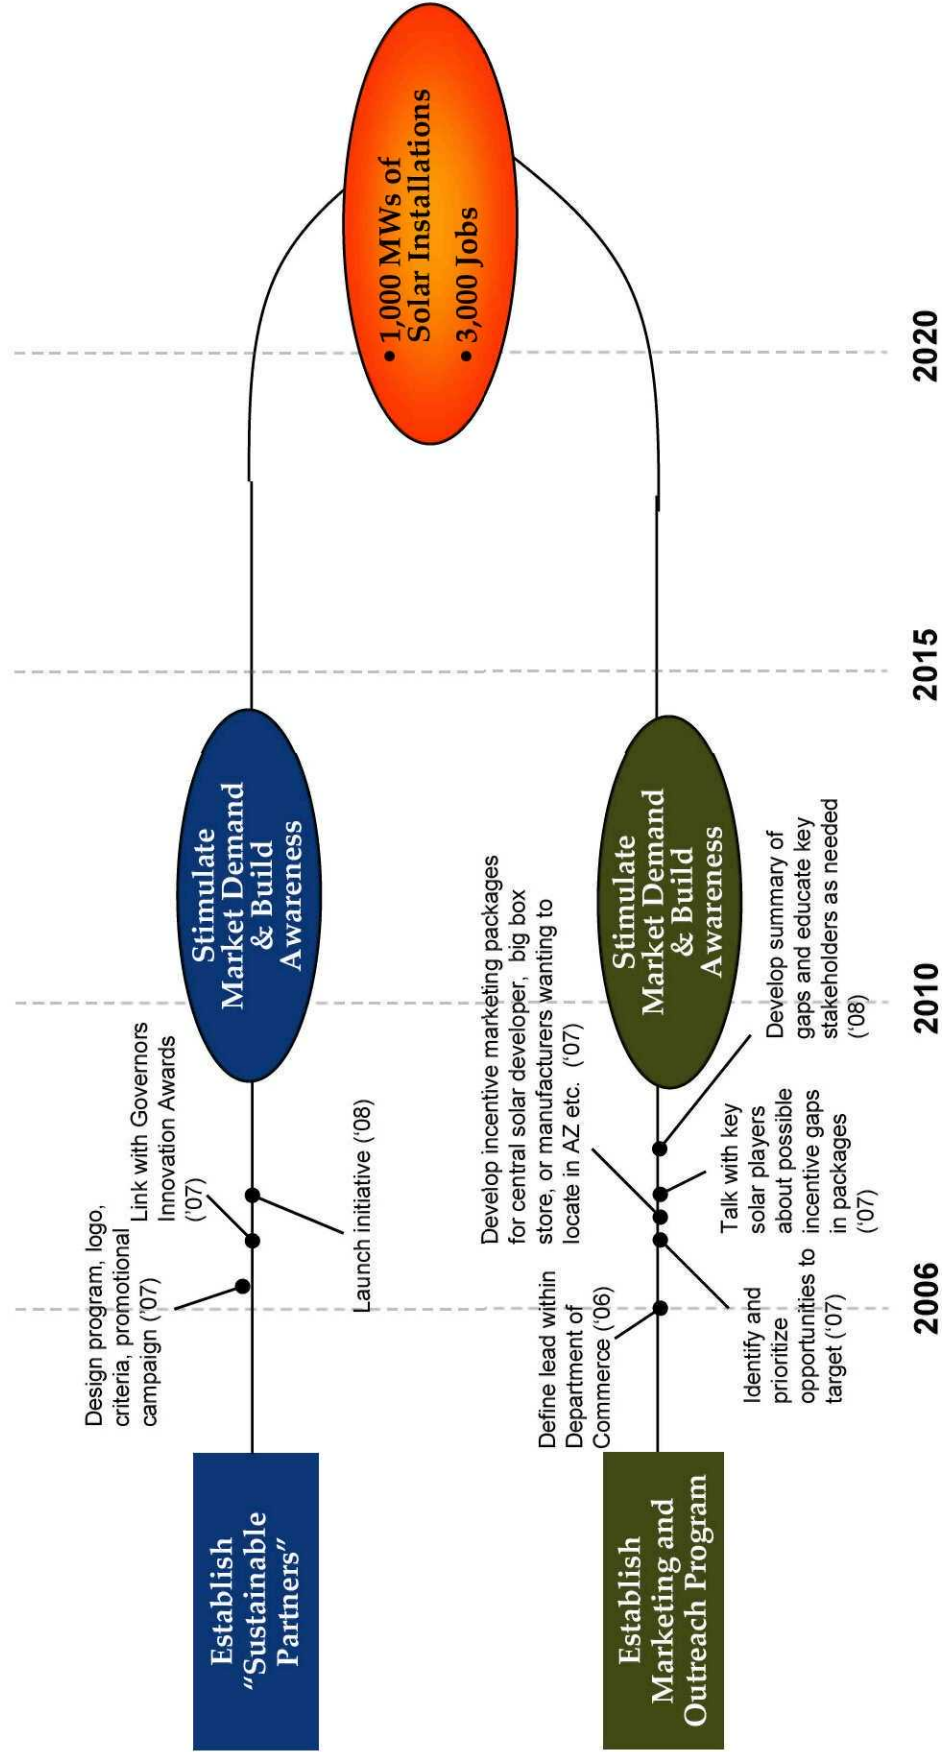 Establish
"Sustainable
Partners"
Design program, logo,
criteria, promotional
campaign ('07)
Link with Governors
Innovation Awards
('07)
Launch initiative ('08)
Stimulate
Market Demand
& Build
Awareness
• 1,000 MWs of
Solar Installations
• 3,000 Jobs
Establish
Marketing and
Outreach Program
Define lead within
Department of
Commerce ('06)
Develop incentive marketing packages
for central solar developer, big box
store, or manufacturers wanting to
locate in AZ etc. ('07)
Identify and
prioritize
opportunities to
target ('07)
Talk with key
solar players
about possible
incentive gaps
in packages
('07)
Develop summary of
gaps and educate key
stakeholders as needed
('08)
Stimulate
Market Demand
& Build
Awareness
2006
2010
2015
2020